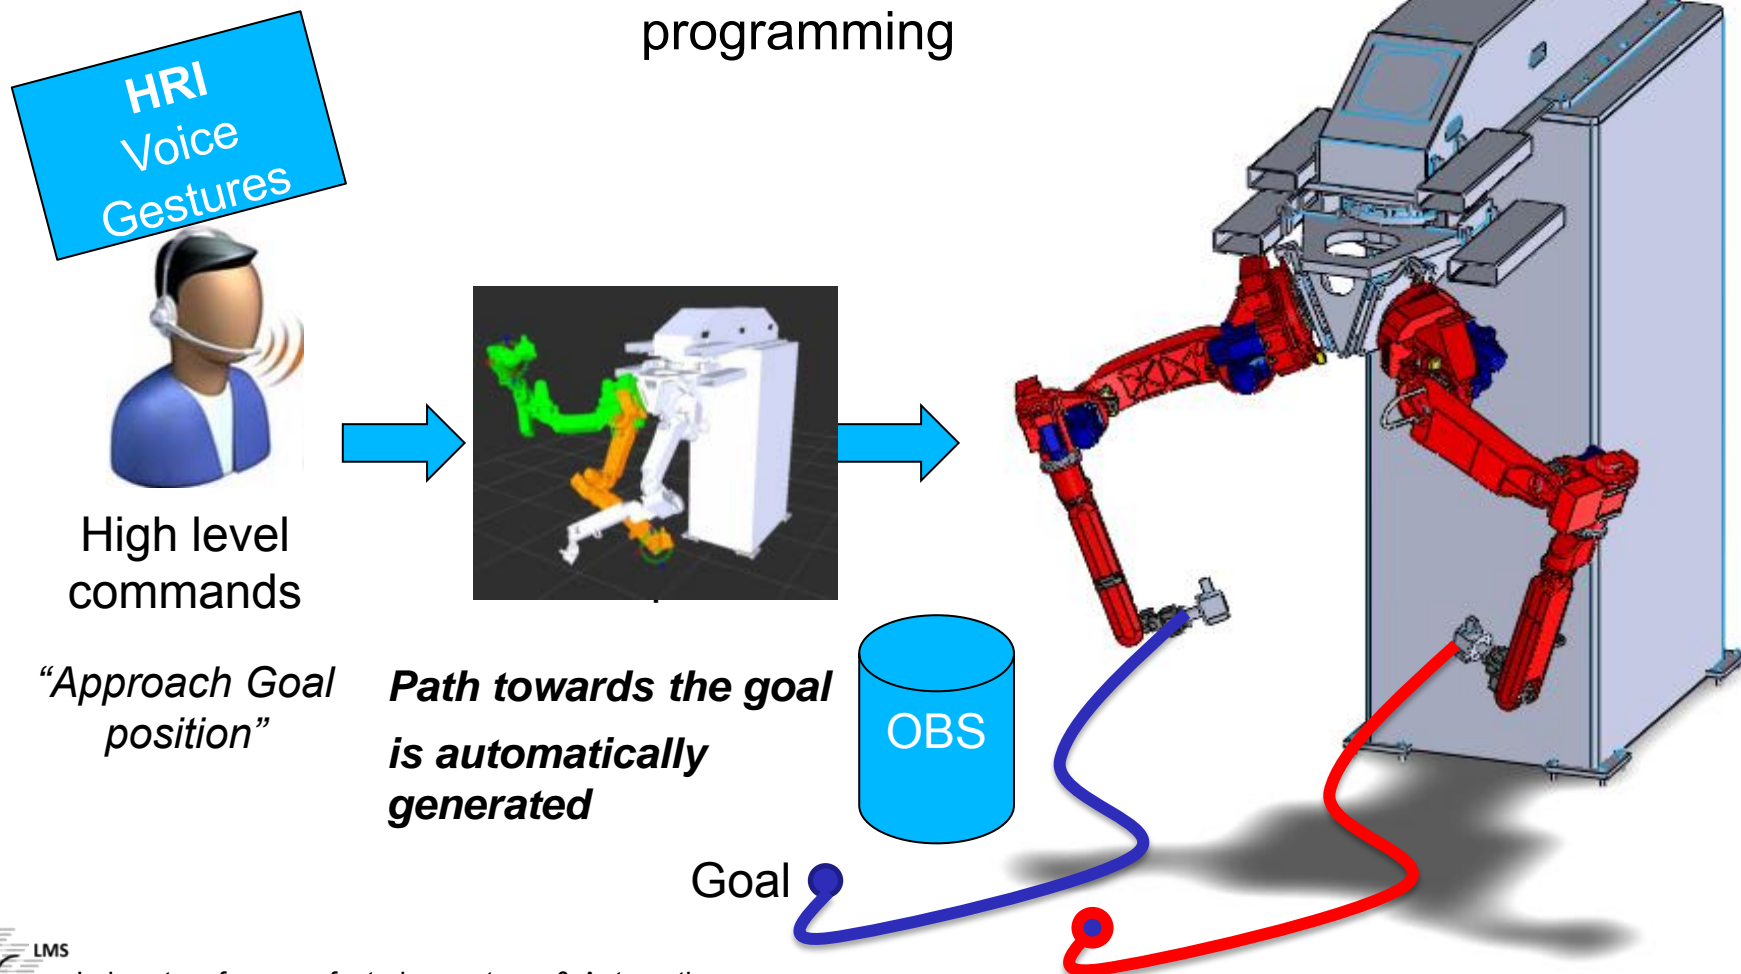 programming
HRI
Voice
Gestures
High level
commands
“Approach Goal
position”
Path towards the goal
is automatically
generated
OBS
Goal
LMS